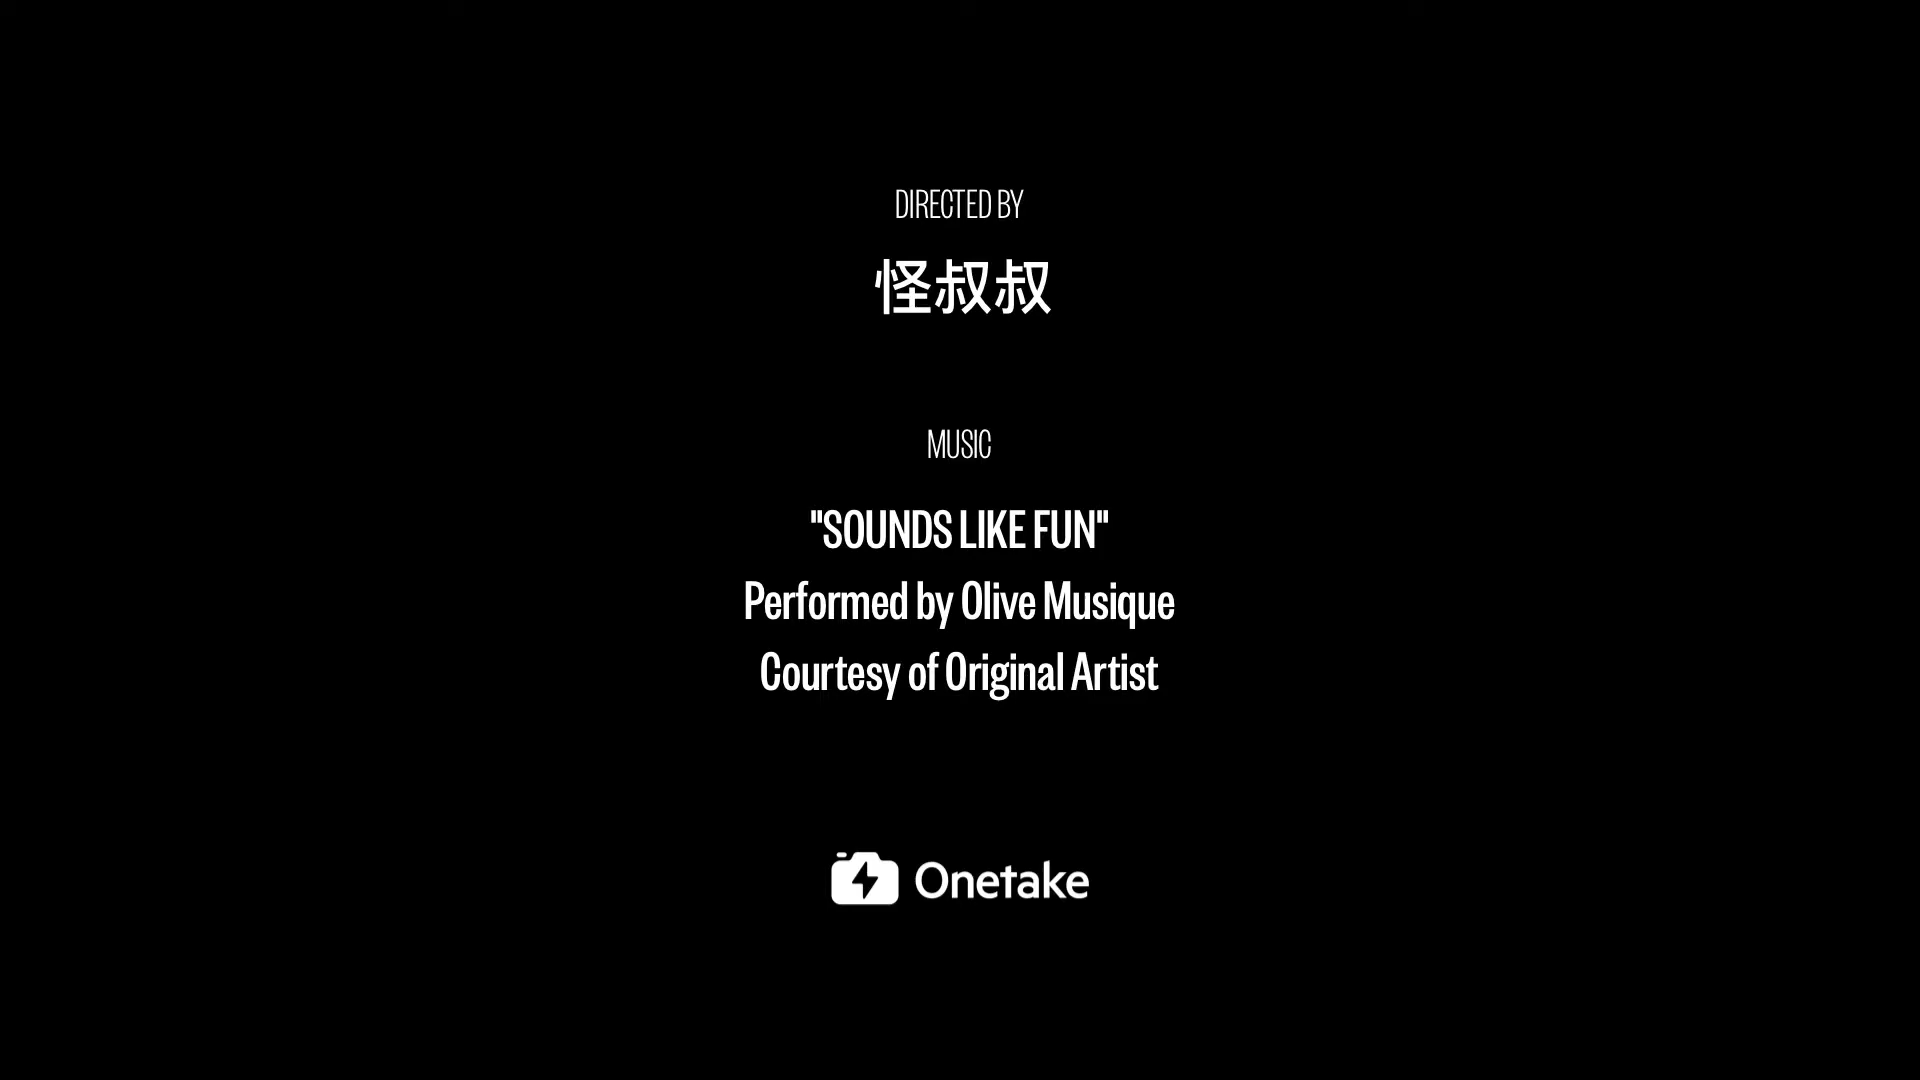 DIRECTED BY
怪叔叔
MUSIC
"SOUNDS LIKE FUN"
Performed by Olive Musique
Courtesy of Original Artist
Onetake